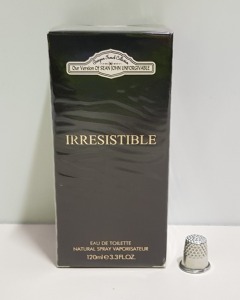 Our Version Of SEAN JOHN UNFORGIVABLE
IRRESISTIBLE
EAU DE TOILETTE
NATURAL SPRAY VAPORISATEUR
120ml ℮ 3.3FL.OZ.